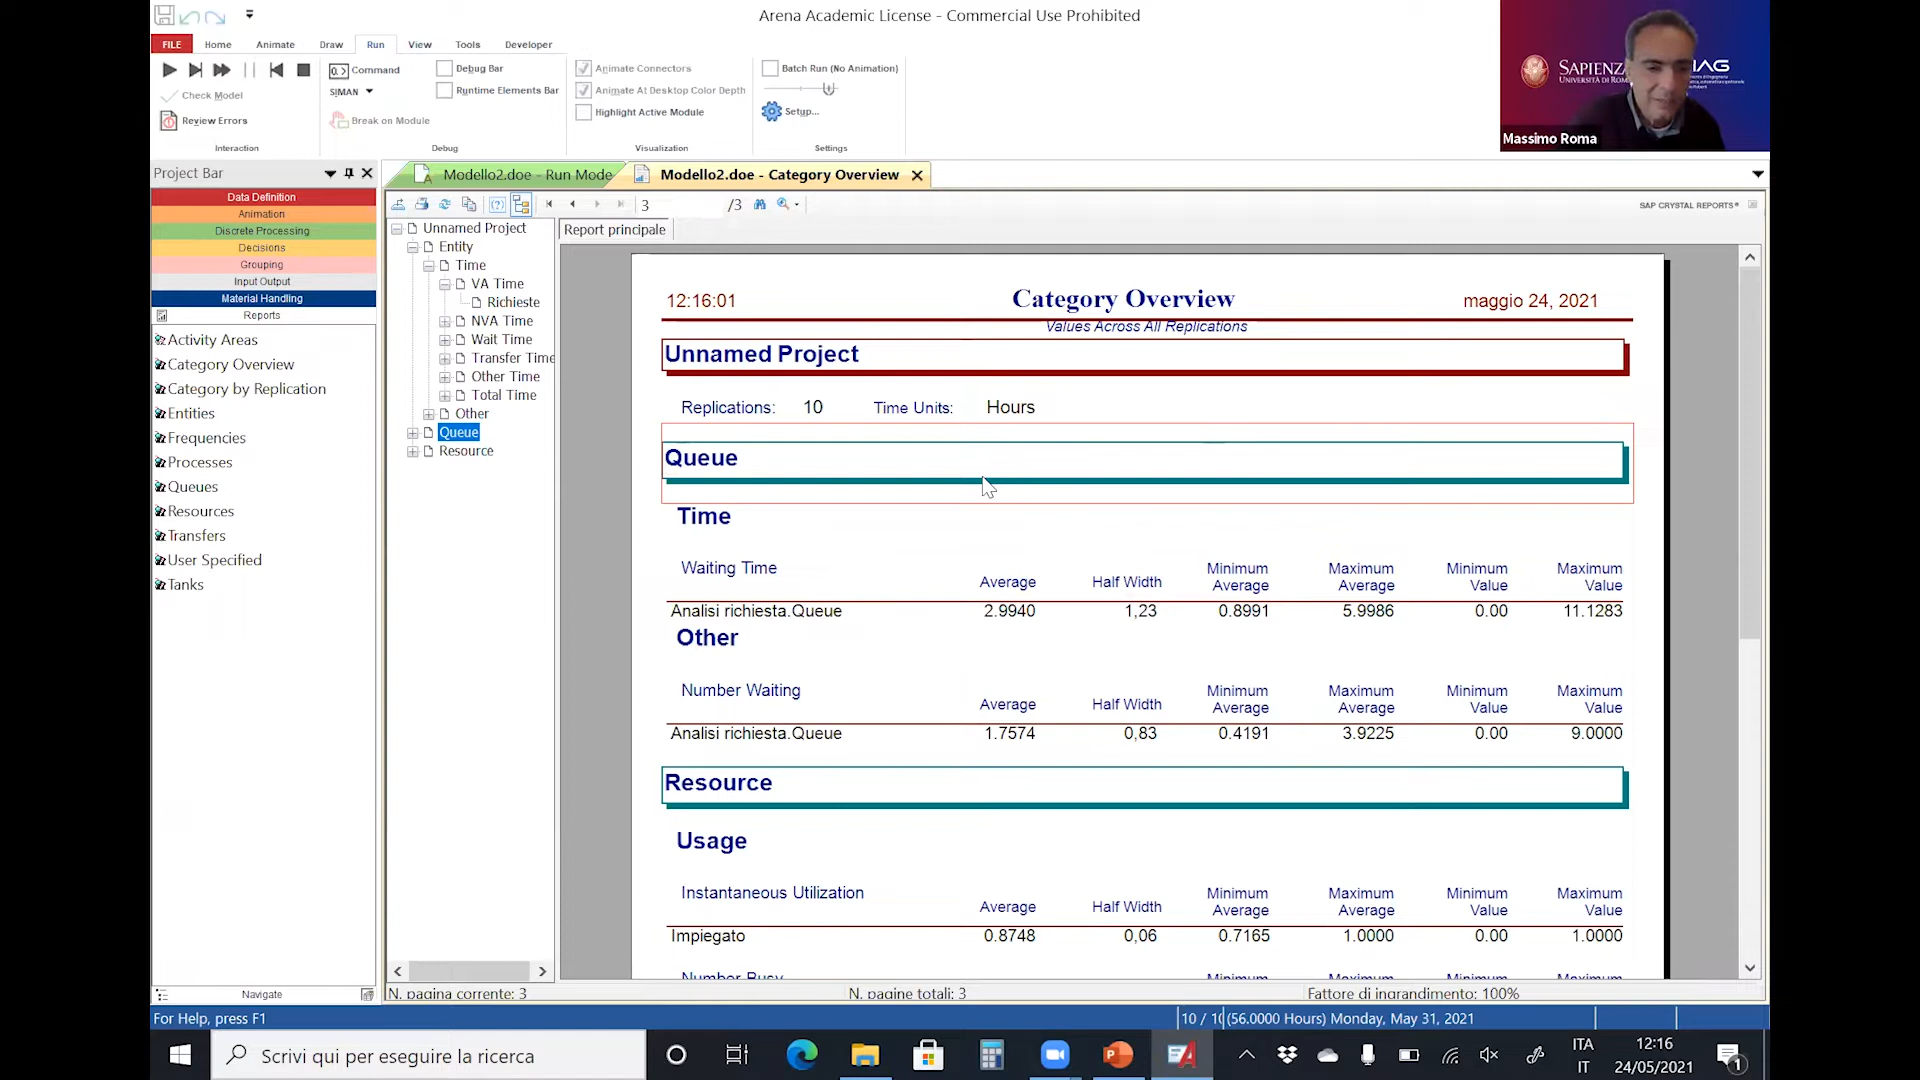 Arena Academic License - Commercial Use Prohibited
FILE Home Animate Draw Run View Tools Developer
Command
SIMAN
Check Model
Review Errors
Break on Module
Interaction
Debug Bar
Runtime Elements Bar
Debug
Animate Connectors
Animate At Desktop Color Depth
Highlight Active Module
Visualization
Batch Run (No Animation)
Setup...
Settings
SAPIENZA
UNIVERSITÀ DI ROMA
IAG
Massimo Roma
Project Bar
Data Definition
Animation
Discrete Processing
Decisions
Grouping
Input Output
Material Handling
Reports
Activity Areas
Category Overview
Category by Replication
Entities
Frequencies
Processes
Queues
Resources
Transfers
User Specified
Tanks
Navigate
Modello2.doe - Run Mode
Modello2.doe - Category Overview
3 /3
SAP CRYSTAL REPORTS®
Unnamed Project
Entity
Time
VA Time
Richieste
NVA Time
Wait Time
Transfer Time
Other Time
Total Time
Other
Queue
Resource
Report principale
12:16:01 Category Overview maggio 24, 2021
Values Across All Replications
Unnamed Project
Replications: 10 Time Units: Hours
Queue
Time
Waiting Time Average Half Width Minimum Average Maximum Average Minimum Value Maximum Value
Analisi richiesta.Queue 2.9940 1,23 0.8991 5.9986 0.00 11.1283
Other
Number Waiting Average Half Width Minimum Average Maximum Average Minimum Value Maximum Value
Analisi richiesta.Queue 1.7574 0,83 0.4191 3.9225 0.00 9.0000
Resource
Usage
Instantaneous Utilization Average Half Width Minimum Average Maximum Average Minimum Value Maximum Value
Impiegato 0.8748 0,06 0.7165 1.0000 0.00 1.0000
Number Busy Minimum Maximum Minimum Maximum
N. pagina corrente: 3 N. pagine totali: 3 Fattore di ingrandimento: 100%
For Help, press F1
10 / 10 (56.0000 Hours) Monday, May 31, 2021
Scrivi qui per eseguire la ricerca
ITA
IT
12:16
24/05/2021
1